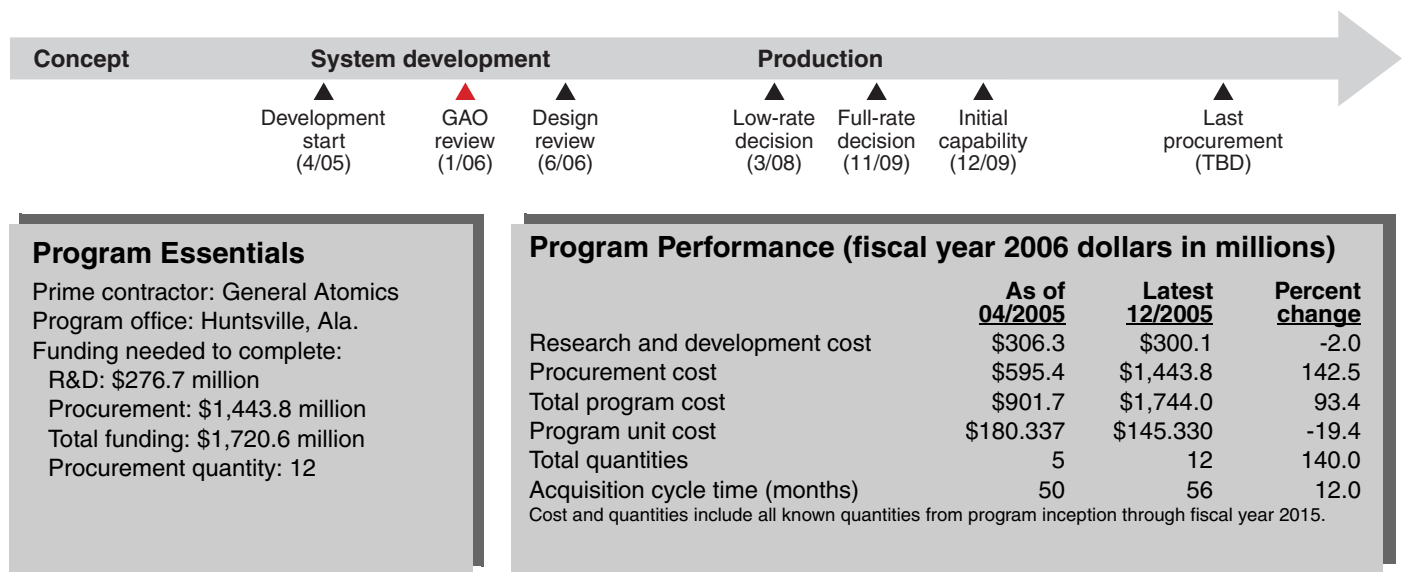 Concept System development Production
Development start (4/05)
GAO review (1/06)
Design review (6/06)
Low-rate decision (3/08)
Full-rate decision (11/09)
Initial capability (12/09)
Last procurement (TBD)
Program Essentials
Prime contractor: General Atomics
Program office: Huntsville, Ala.
Funding needed to complete:
R&D: $276.7 million
Procurement: $1,443.8 million
Total funding: $1,720.6 million
Procurement quantity: 12
Program Performance (fiscal year 2006 dollars in millions)
As of Latest Percent
04/2005 12/2005 change
Research and development cost $306.3 $300.1 -2.0
Procurement cost $595.4 $1,443.8 142.5
Total program cost $901.7 $1,744.0 93.4
Program unit cost $180.337 $145.330 -19.4
Total quantities 5 12 140.0
Acquisition cycle time (months) 50 56 12.0
Cost and quantities include all known quantities from program inception through fiscal year 2015.